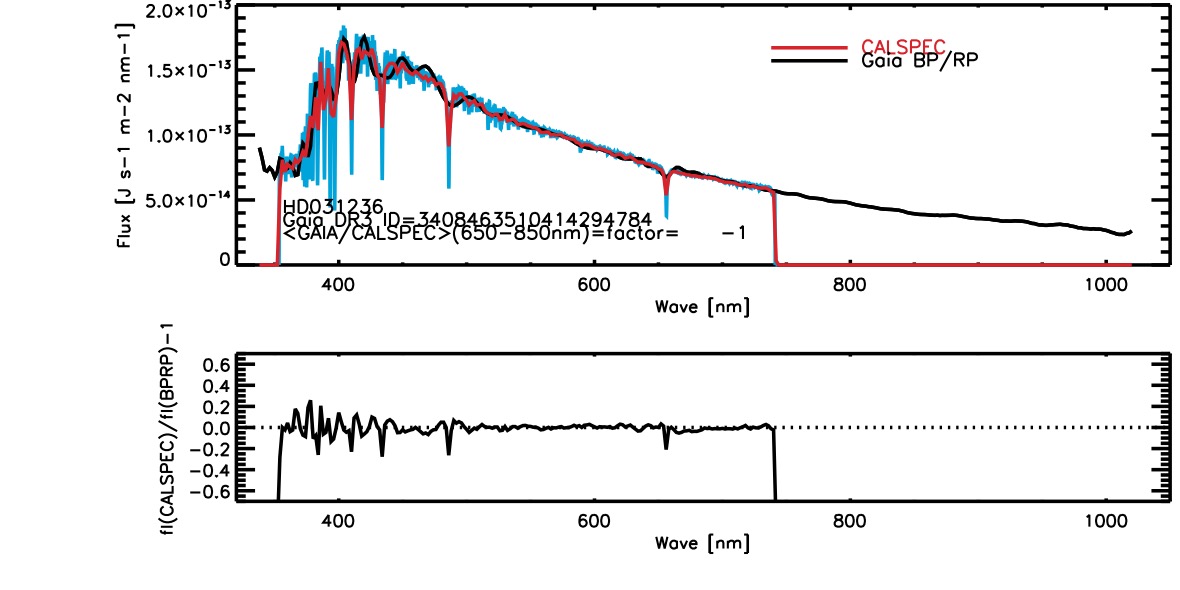 2.0×10−13
1.5×10−13
1.0×10−13
5.0×10−14
0
Flux [J s−1 m−2 nm−1]
CALSPEC
Gaia BP/RP
HD031236
Gaia DR3 ID=3408463510414294784
<GAIA/CALSPEC>(650−850nm)=factor= −1
400 600 800 1000
Wave [nm]
fl(CALSPEC)/fl(BPRP)−1
0.6
0.4
0.2
0.0
−0.2
−0.4
−0.6
400 600 800 1000
Wave [nm]